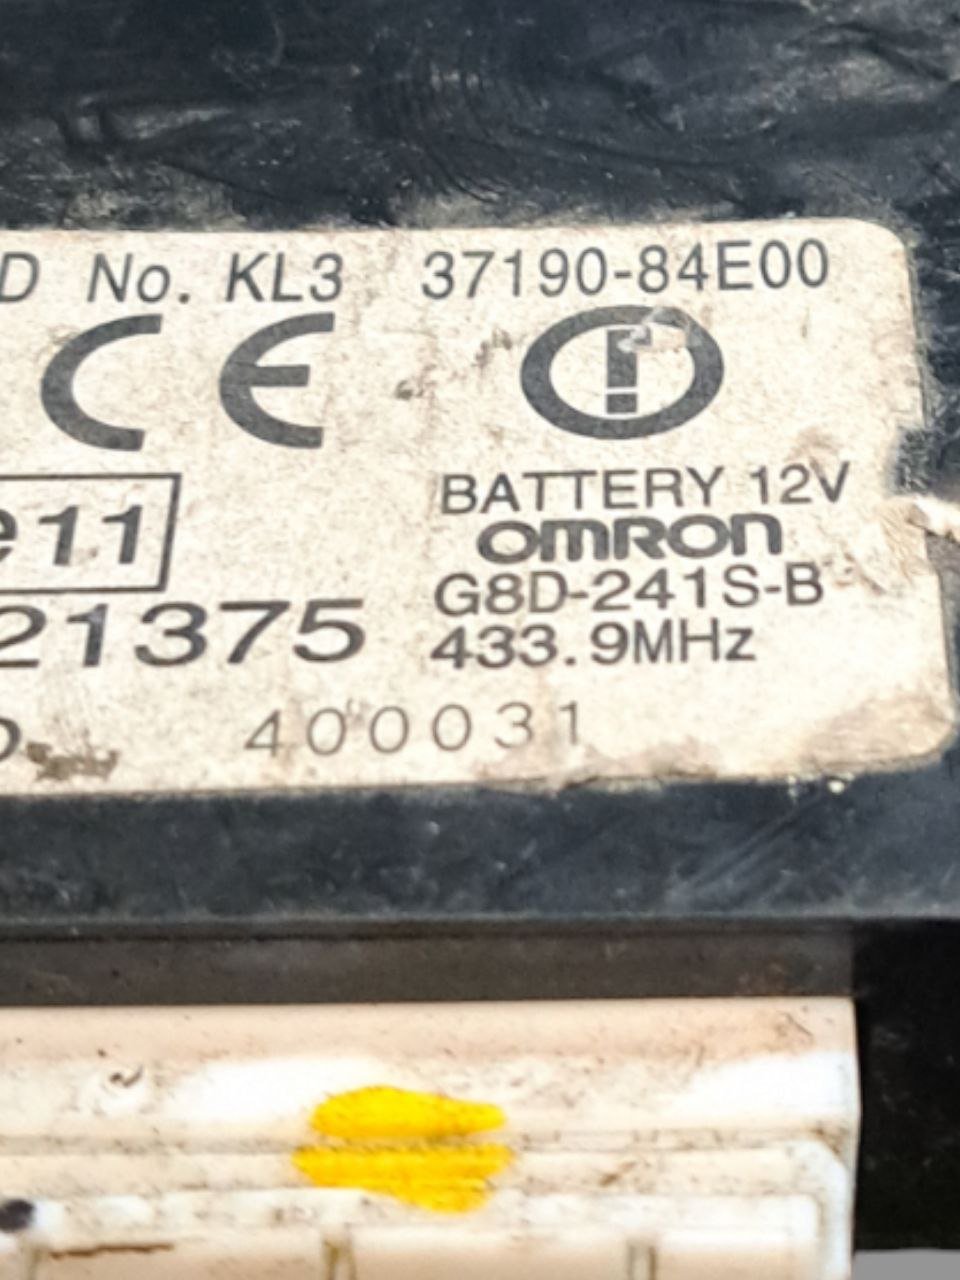 D No. KL3 37190-84E00
CE
BATTERY 12V
e11
OMRON
G8D-241S-B
21375
433.9MHz
400031